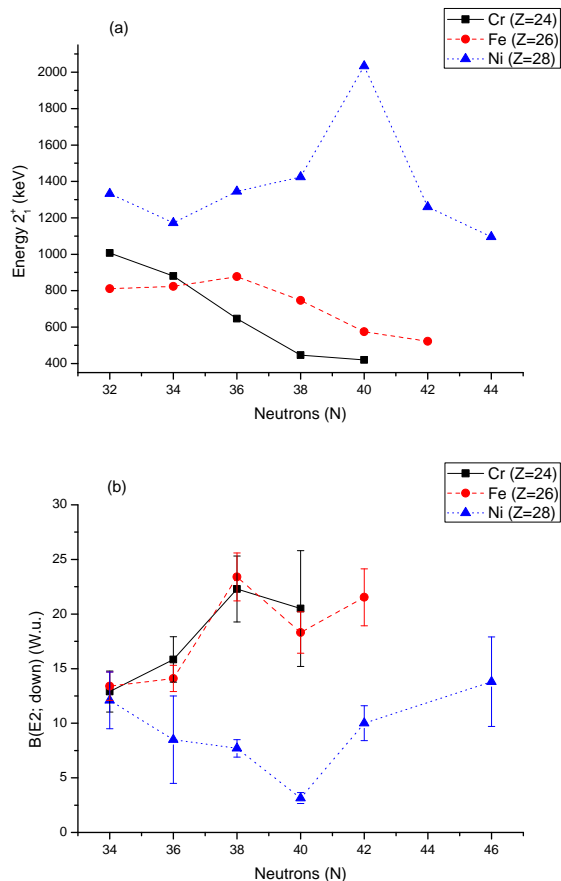 (a)
Cr (Z=24)
Fe (Z=26)
Ni (Z=28)
2000
1800
1600
1400
1200
1000
800
600
400
Energy 2₁⁺ (keV)
32 34 36 38 40 42 44
Neutrons (N)
(b)
Cr (Z=24)
Fe (Z=26)
Ni (Z=28)
30
25
20
15
10
5
0
B(E2; down) (W.u.)
34 36 38 40 42 44 46
Neutrons (N)